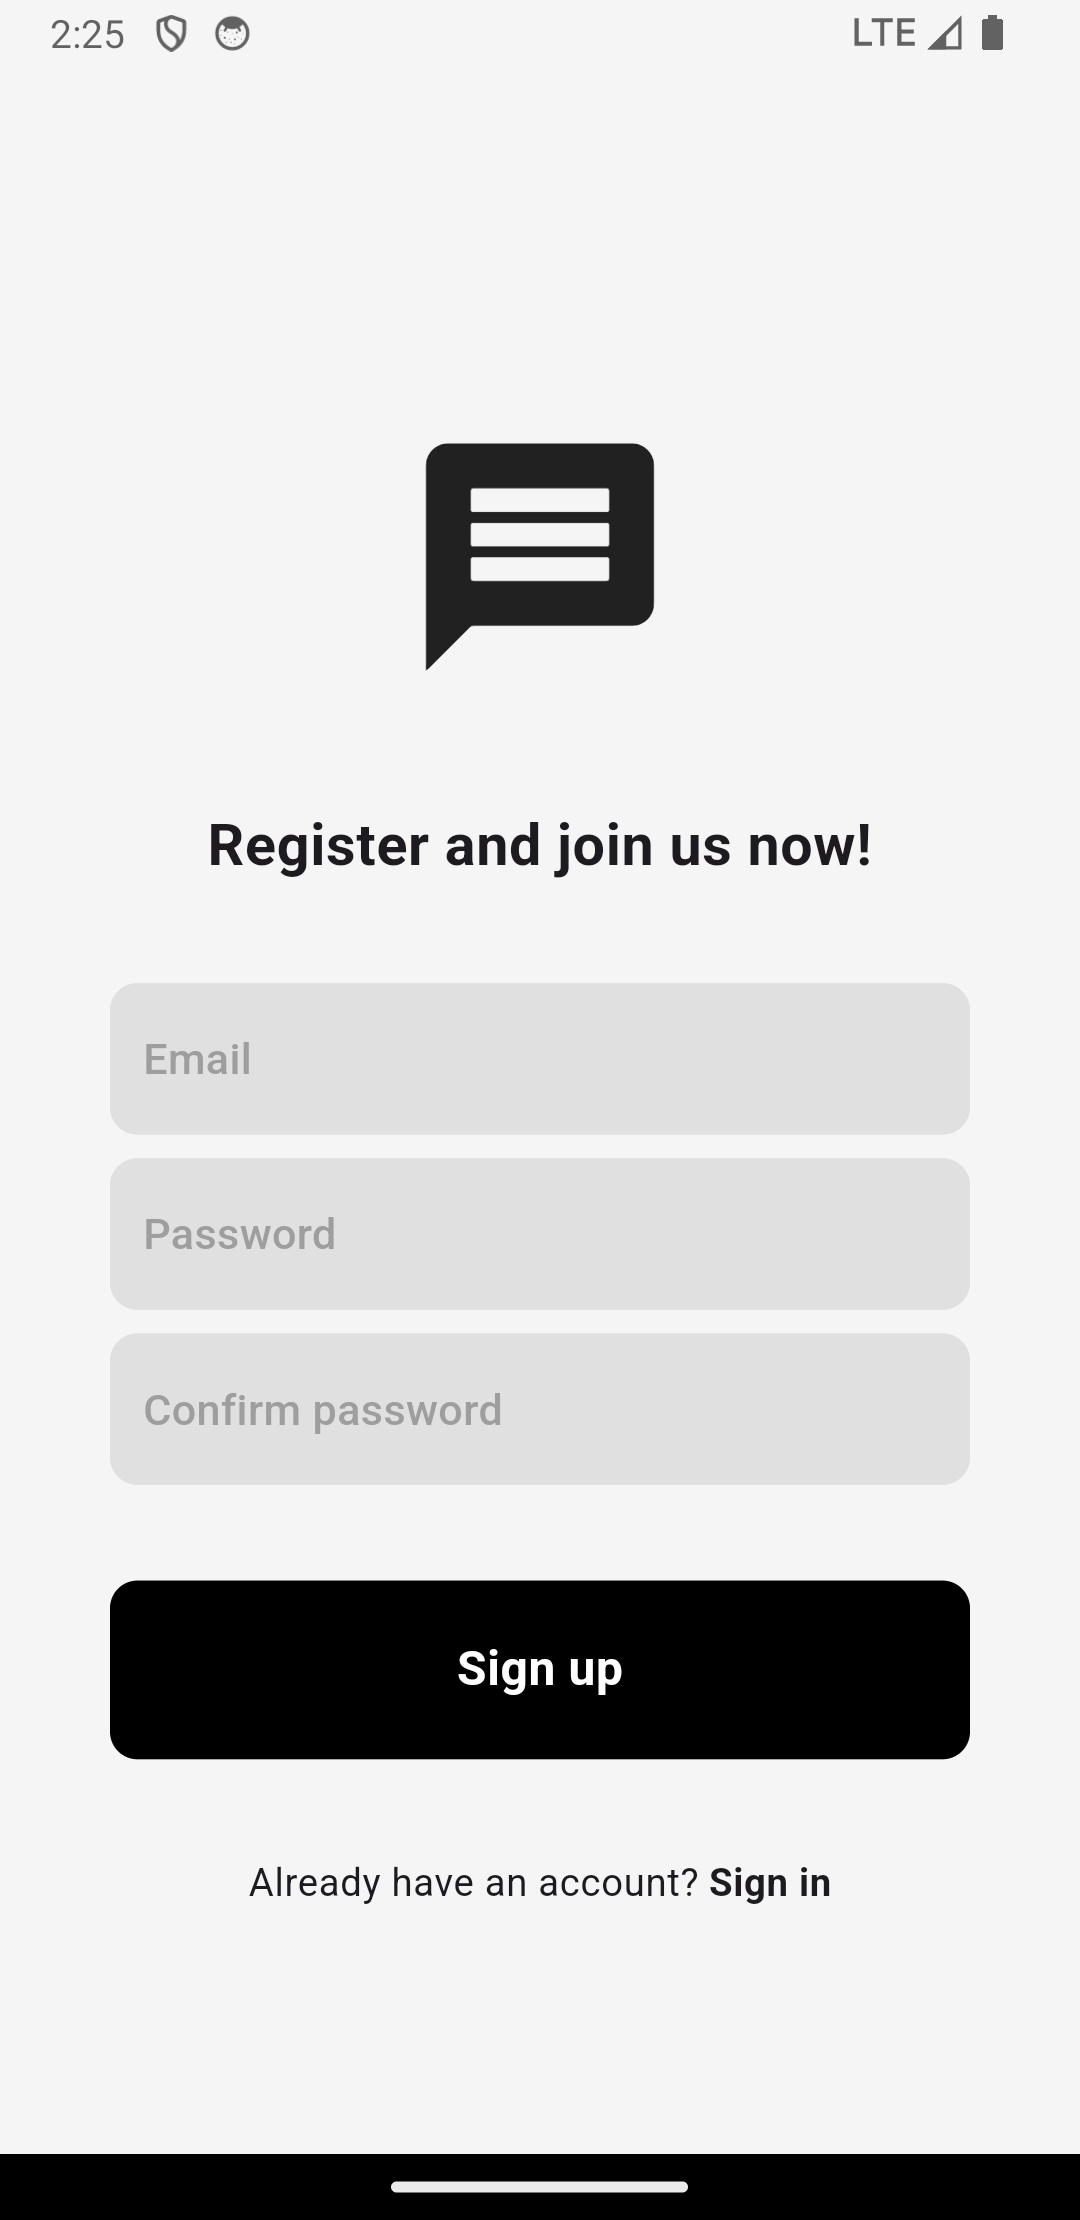 2:25 LTE
Register and join us now!
Email
Password
Confirm password
Sign up
Already have an account? Sign in